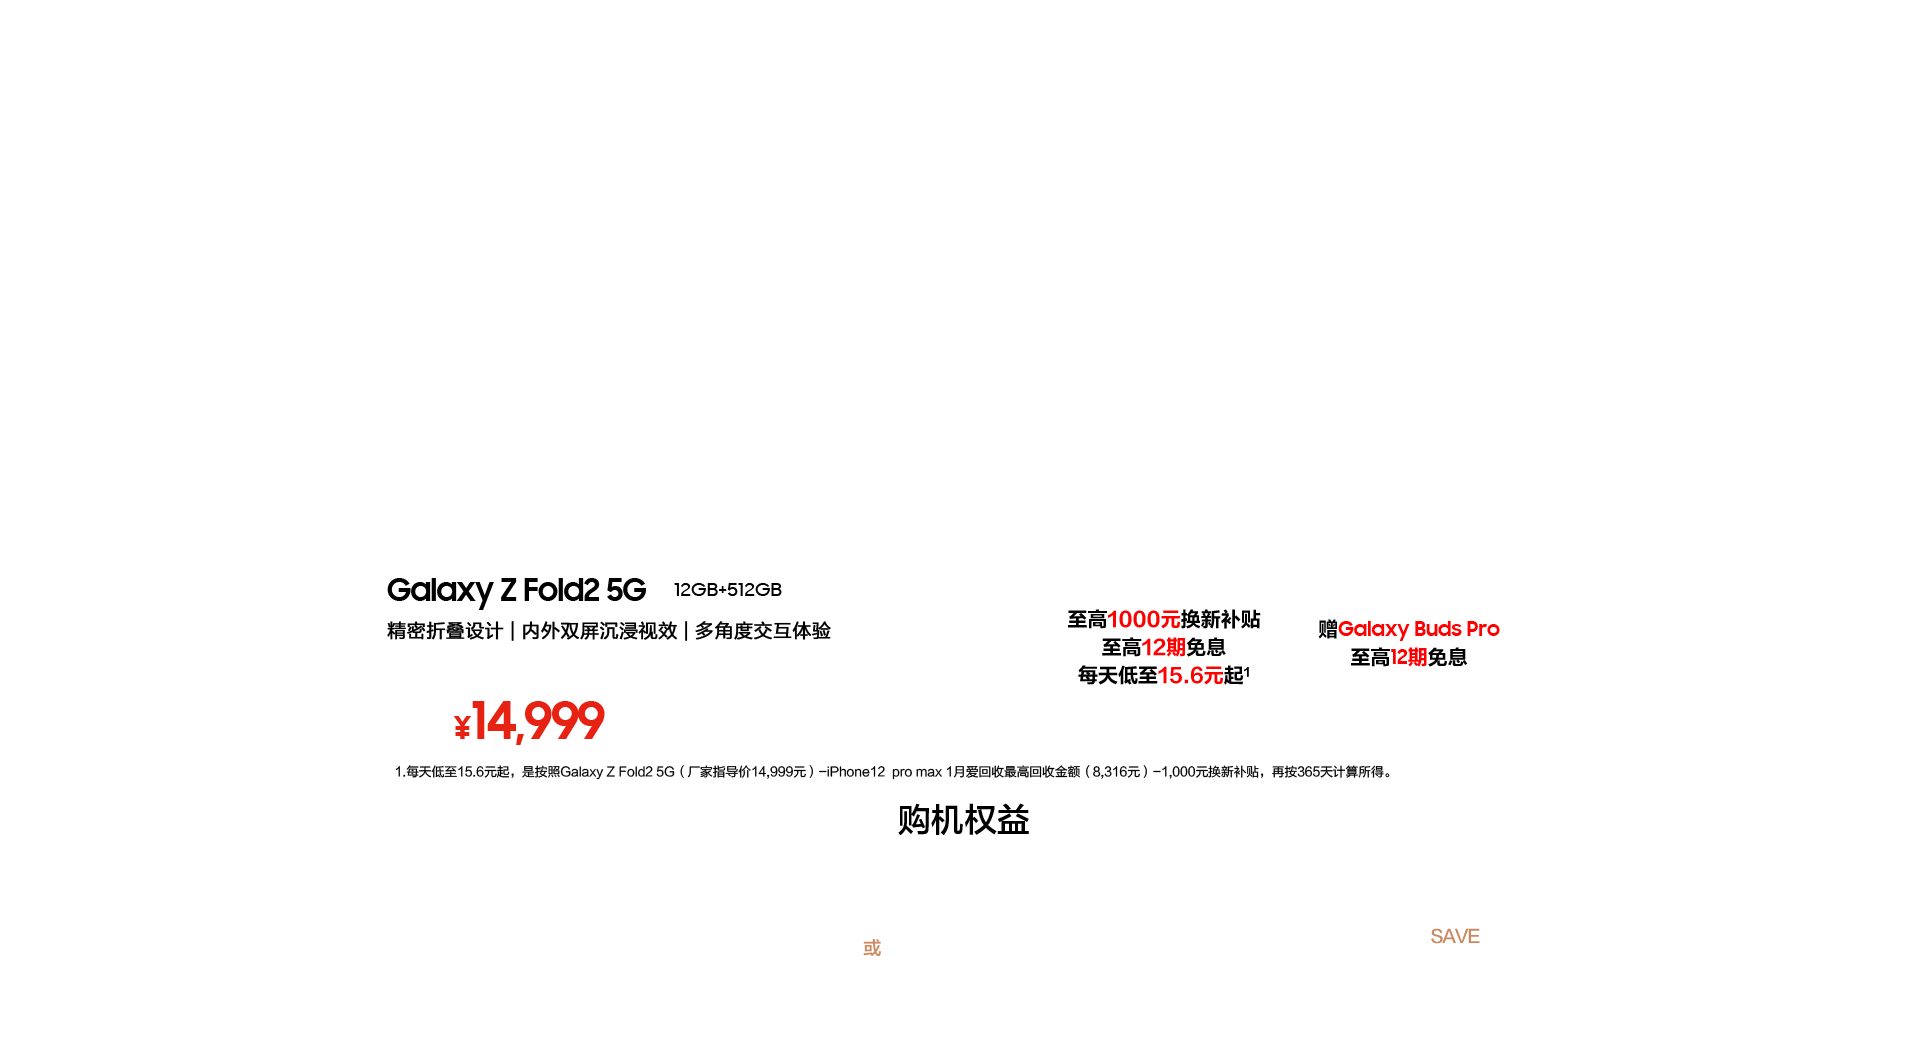 Galaxy Z Fold2 5G 12GB+512GB
精密折叠设计 | 内外双屏沉浸视效 | 多角度交互体验
至高1000元换新补贴
至高12期免息
每天低至15.6元起¹
赠Galaxy Buds Pro
至高12期免息
¥14,999
1.每天低至15.6元起，是按照Galaxy Z Fold2 5G（厂家指导价14,999元）-iPhone12 pro max 1月爱回收最高回收金额（8,316元）-1,000元换新补贴，再按365天计算所得。
购机权益
或
SAVE